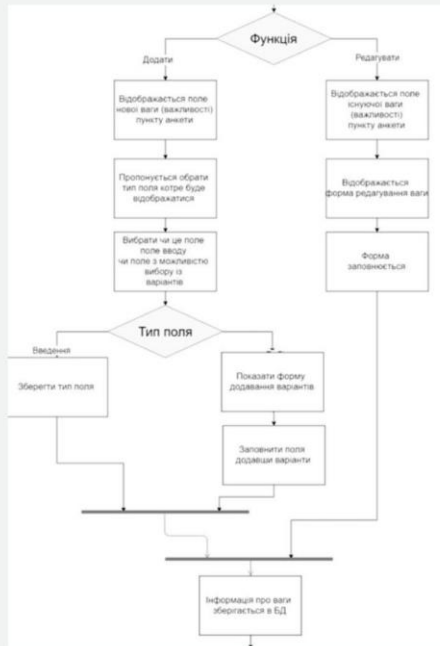 Функція
Додати
Редагувати
Відображається поле
нової ваги (важливості)
пункту анкети
Відображається поле
існуючої ваги
(важливості)
пункту анкети
Пропонується обрати
тип поля котре буде
відображатися
Відображається
форма редагування ваги
Вибрати чи це поле
поле вводу
чи поле з можливістю
вибору із
варіантів
Форма
заповнюється
Тип поля
Введення
Зберегти тип поля
Показати форму
додавання варіантів
Заповнити поля
додавши варіанти
Інформація про ваги
зберігається в БД